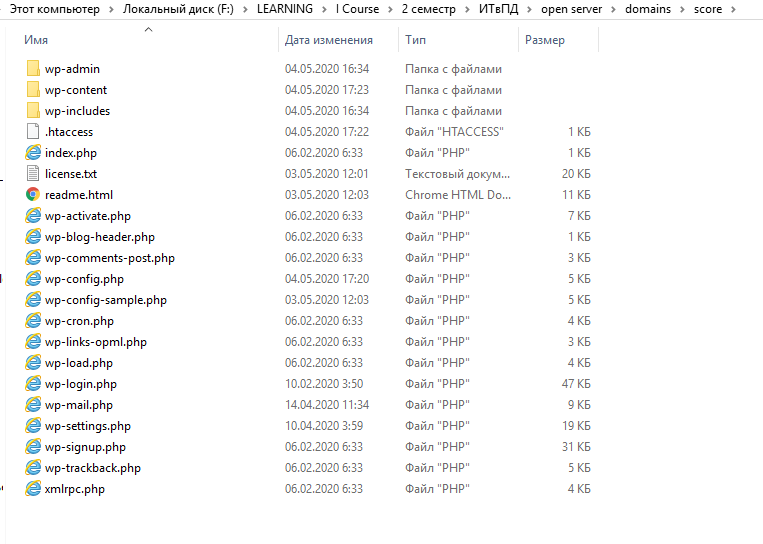 Этот компьютер > Локальный диск (F:) > LEARNING > I Course > 2 семестр > ИТвПД > open server > domains > score >
Имя Дата изменения Тип Размер
wp-admin 04.05.2020 16:34 Папка с файлами
wp-content 04.05.2020 17:23 Папка с файлами
wp-includes 04.05.2020 16:34 Папка с файлами
.htaccess 04.05.2020 17:22 Файл "HTACCESS" 1 КБ
index.php 06.02.2020 6:33 Файл "PHP" 1 КБ
license.txt 03.05.2020 12:01 Текстовый докум... 20 КБ
readme.html 03.05.2020 12:03 Chrome HTML Do... 11 КБ
wp-activate.php 06.02.2020 6:33 Файл "PHP" 7 КБ
wp-blog-header.php 06.02.2020 6:33 Файл "PHP" 1 КБ
wp-comments-post.php 06.02.2020 6:33 Файл "PHP" 3 КБ
wp-config.php 04.05.2020 17:20 Файл "PHP" 5 КБ
wp-config-sample.php 03.05.2020 12:03 Файл "PHP" 5 КБ
wp-cron.php 06.02.2020 6:33 Файл "PHP" 4 КБ
wp-links-opml.php 06.02.2020 6:33 Файл "PHP" 3 КБ
wp-load.php 06.02.2020 6:33 Файл "PHP" 4 КБ
wp-login.php 10.02.2020 3:50 Файл "PHP" 47 КБ
wp-mail.php 14.04.2020 11:34 Файл "PHP" 9 КБ
wp-settings.php 10.04.2020 3:59 Файл "PHP" 19 КБ
wp-signup.php 06.02.2020 6:33 Файл "PHP" 31 КБ
wp-trackback.php 06.02.2020 6:33 Файл "PHP" 5 КБ
xmlrpc.php 06.02.2020 6:33 Файл "PHP" 4 КБ